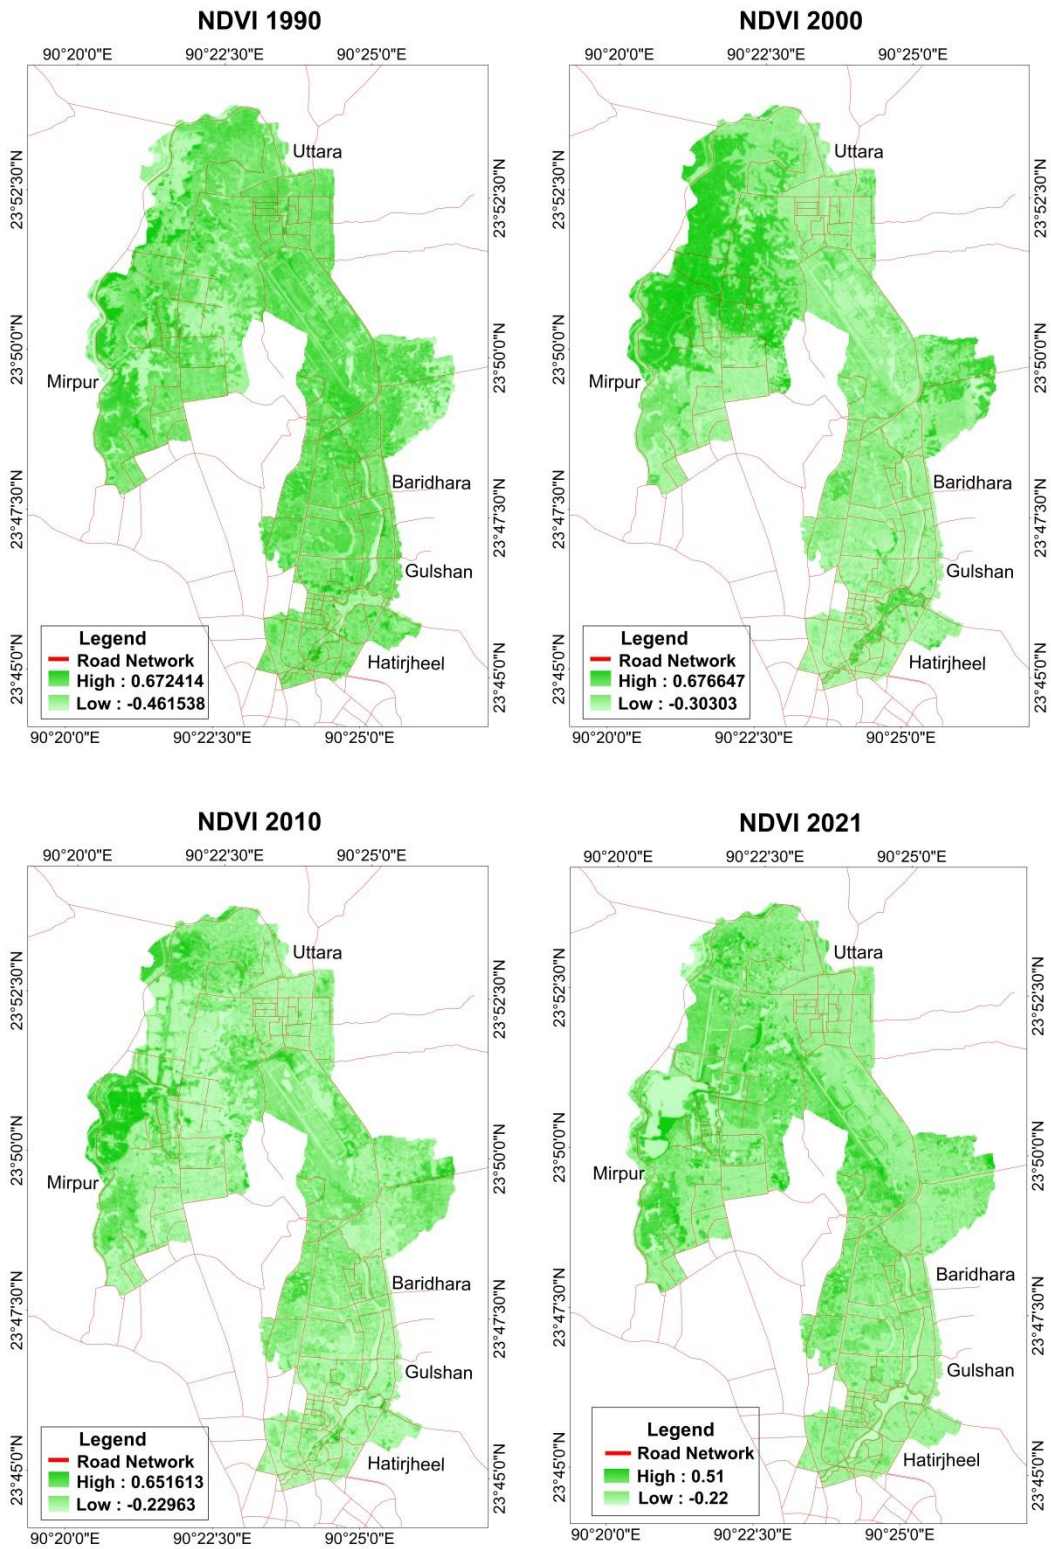 NDVI 1990
90°20'0"E 90°22'30"E 90°25'0"E
23°52'30"N
23°50'0"N
23°47'30"N
23°45'0"N
Uttara
Mirpur
Baridhara
Gulshan
Hatirjheel
23°52'30"N
23°50'0"N
23°47'30"N
23°45'0"N
Legend
Road Network
High : 0.672414
Low : -0.461538
90°20'0"E 90°22'30"E 90°25'0"E
NDVI 2000
90°20'0"E 90°22'30"E 90°25'0"E
23°52'30"N
23°50'0"N
23°47'30"N
23°45'0"N
Uttara
Mirpur
Baridhara
Gulshan
Hatirjheel
23°52'30"N
23°50'0"N
23°47'30"N
23°45'0"N
Legend
Road Network
High : 0.676647
Low : -0.30303
90°20'0"E 90°22'30"E 90°25'0"E
NDVI 2010
90°20'0"E 90°22'30"E 90°25'0"E
23°52'30"N
23°50'0"N
23°47'30"N
23°45'0"N
Uttara
Mirpur
Baridhara
Gulshan
Hatirjheel
23°52'30"N
23°50'0"N
23°47'30"N
23°45'0"N
Legend
Road Network
High : 0.651613
Low : -0.22963
90°20'0"E 90°22'30"E 90°25'0"E
NDVI 2021
90°20'0"E 90°22'30"E 90°25'0"E
23°52'30"N
23°50'0"N
23°47'30"N
23°45'0"N
Uttara
Mirpur
Baridhara
Gulshan
Hatirjheel
23°52'30"N
23°50'0"N
23°47'30"N
23°45'0"N
Legend
Road Network
High : 0.51
Low : -0.22
90°20'0"E 90°22'30"E 90°25'0"E